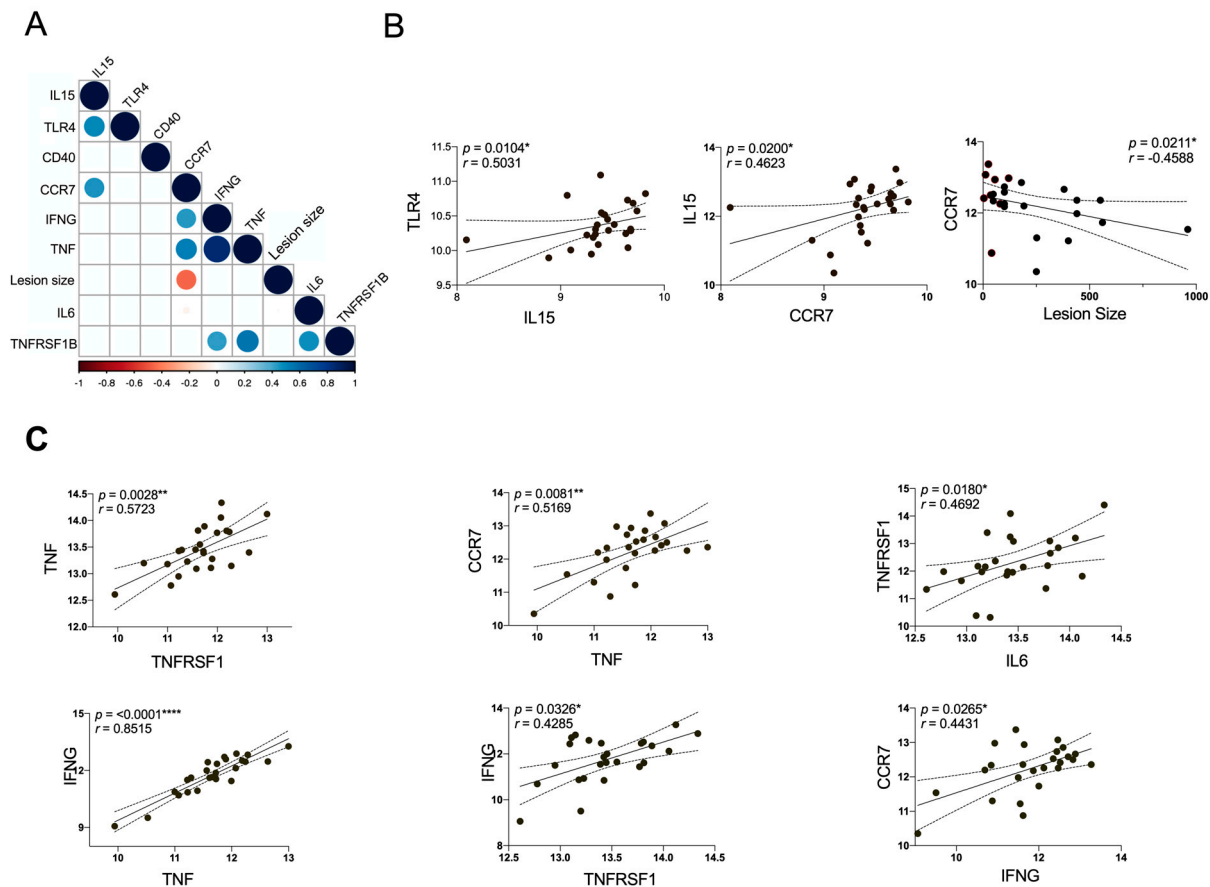 A
IL15
TLR4
CD40
CCR7
IFNG
TNF
Lesion size
IL6
TNFRSF1B
IL15
TLR4
CD40
CCR7
IFNG
TNF
Lesion size
IL6
TNFRSF1B
-1 -0.8 -0.6 -0.4 -0.2 0 0.2 0.4 0.6 0.8 1
B
p = 0.0104*
r = 0.5031
TLR4
11.5
11.0
10.5
10.0
9.5
8 9 10
IL15
p = 0.0200*
r = 0.4623
IL15
14
12
10
8 9 10
CCR7
p = 0.0211*
r = -0.4588
CCR7
14
12
10
0 500 1000
Lesion Size
C
p = 0.0028**
r = 0.5723
TNF
14.5
14.0
13.5
13.0
12.5
12.0
10 11 12 13
TNFRSF1
p = 0.0081**
r = 0.5169
CCR7
14
13
12
11
10
10 11 12 13
TNF
p = 0.0180*
r = 0.4692
TNFRSF1
15
14
13
12
11
10
9
12.5 13.0 13.5 14.0 14.5
IL6
p = <0.0001****
r = 0.8515
IFNG
15
12
9
10 11 12 13
TNF
p = 0.0326*
r = 0.4285
IFNG
14
12
10
8
12.5 13.0 13.5 14.0 14.5
TNFRSF1
p = 0.0265*
r = 0.4431
CCR7
14
13
12
11
10
10 12 14
IFNG